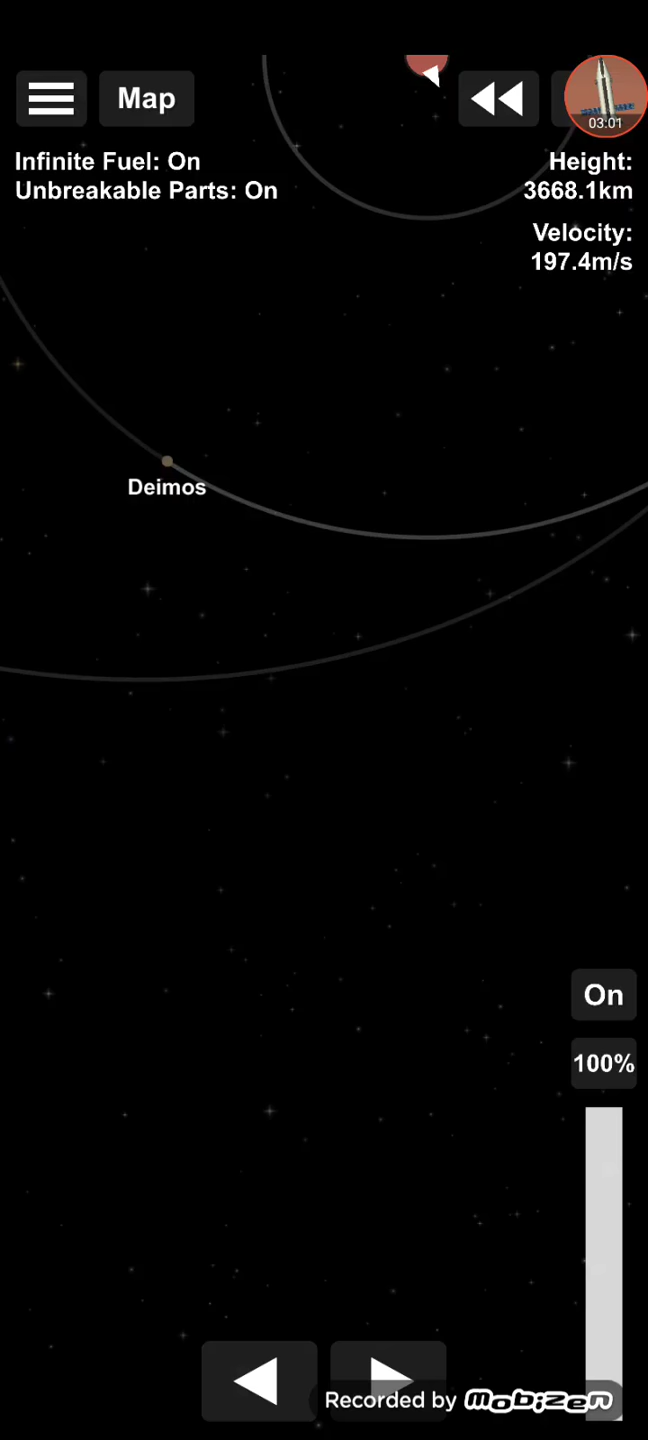 Map
03:01
Infinite Fuel: On
Unbreakable Parts: On
Height:
3668.1km
Velocity:
197.4m/s
Deimos
On
100%
Recorded by mobizen